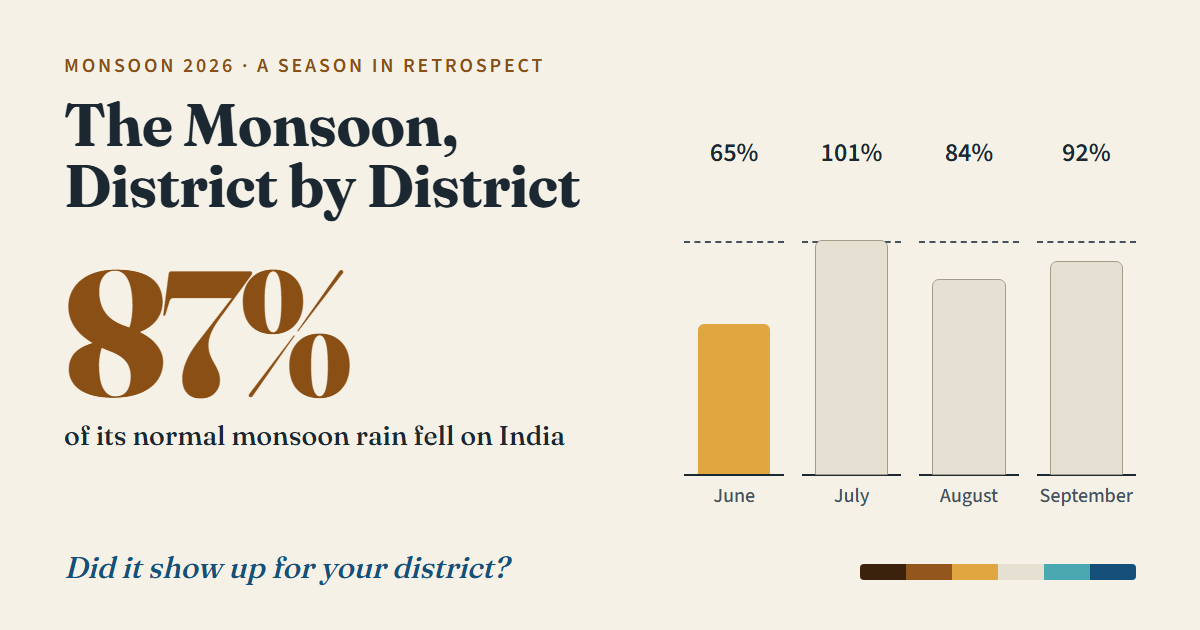 MONSOON 2026 · A SEASON IN RETROSPECT
The Monsoon,
District by District
87%
of its normal monsoon rain fell on India
Did it show up for your district?
65% 101% 84% 92%
June July August September